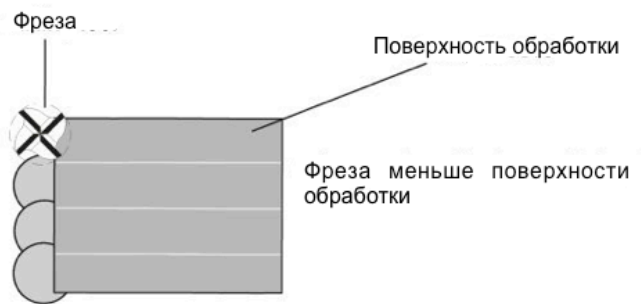 Фреза
Поверхность обработки
Фреза меньше поверхности
обработки